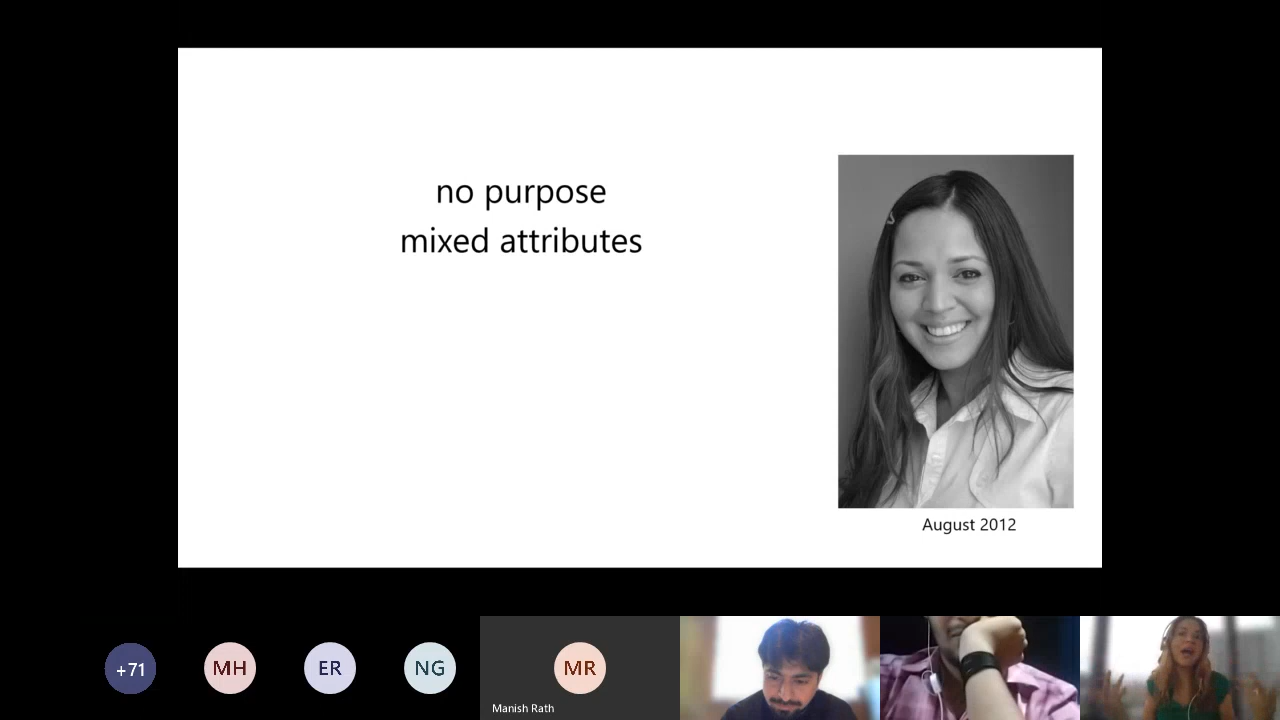 no purpose
mixed attributes
August 2012
+71
MH
ER
NG
MR
Manish Rath